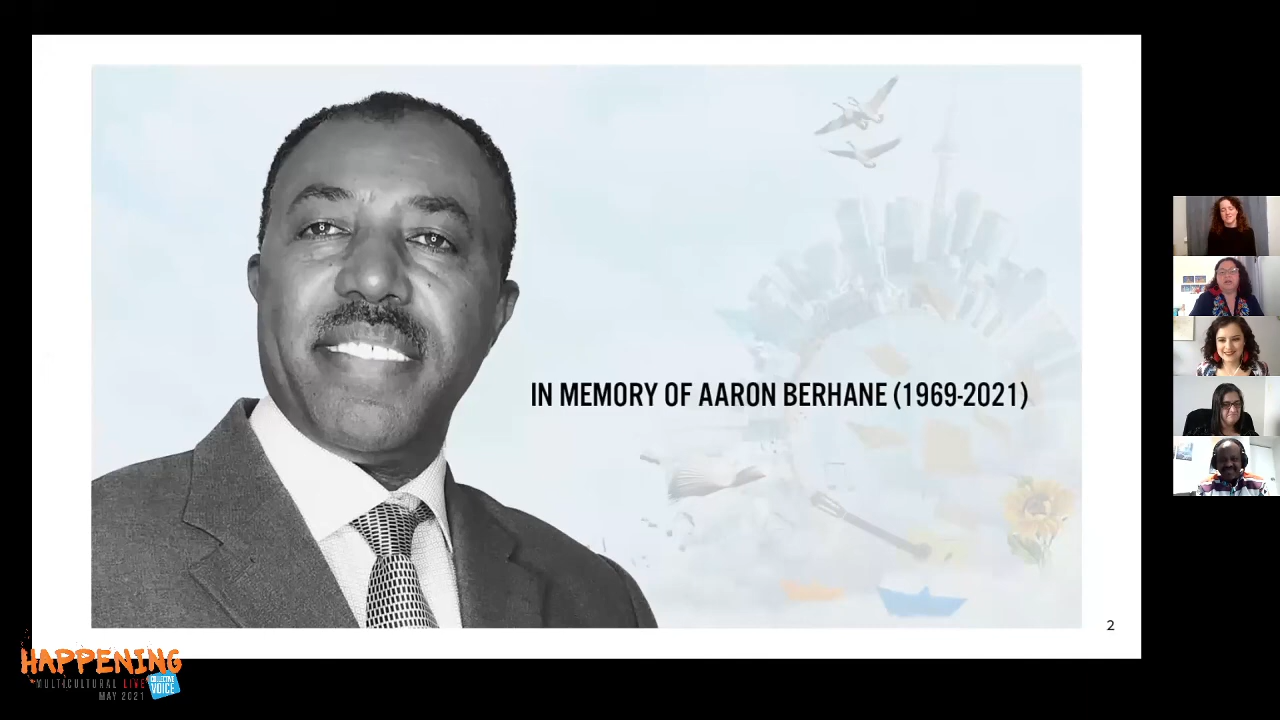 IN MEMORY OF AARON BERHANE (1969-2021)
2
HAPPENING
MULTICULTURAL LIVE
MAY 2021
COLLECTIVE
VOICE